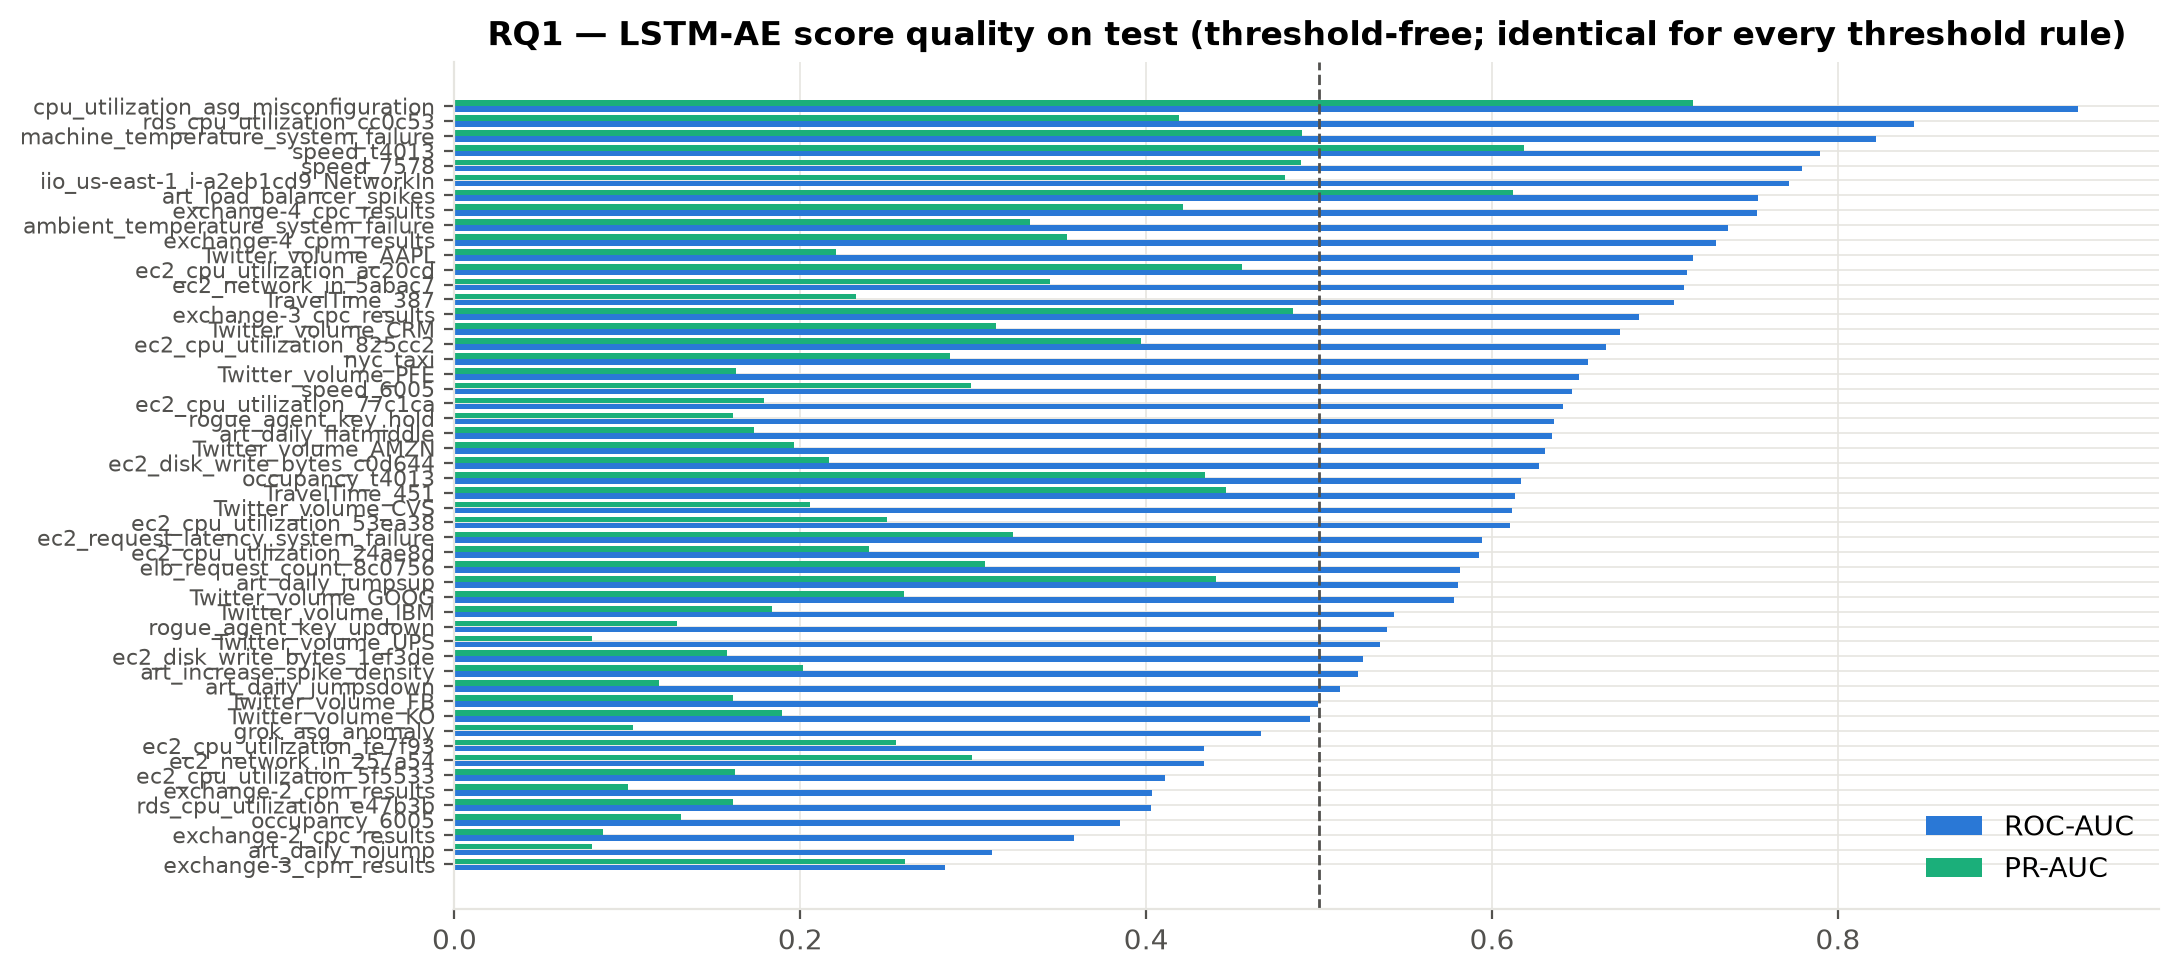 RQ1 — LSTM-AE score quality on test (threshold-free; identical for every threshold rule)
cpu_utilization_asg_misconfiguration
rds_cpu_utilization_cc0c53
machine_temperature_system_failure
speed_t4013
speed_7578
iio_us-east-1_i-a2eb1cd9_NetworkIn
art_load_balancer_spikes
exchange-4_cpc_results
ambient_temperature_system_failure
exchange-4_cpm_results
Twitter_volume_AAPL
ec2_cpu_utilization_ac20cd
ec2_network_in_5abac7
TravelTime_387
exchange-3_cpc_results
Twitter_volume_CRM
ec2_cpu_utilization_825cc2
nyc_taxi
Twitter_volume_PFE
speed_6005
ec2_cpu_utilization_77c1ca
rogue_agent_key_hold
art_daily_flatmiddle
Twitter_volume_AMZN
ec2_disk_write_bytes_c0d644
occupancy_t4013
TravelTime_451
Twitter_volume_CVS
ec2_cpu_utilization_53ea38
ec2_request_latency_system_failure
ec2_cpu_utilization_24ae8d
elb_request_count_8c0756
art_daily_jumpsup
Twitter_volume_GOOG
Twitter_volume_IBM
rogue_agent_key_updown
Twitter_volume_UPS
ec2_disk_write_bytes_1ef3de
art_increase_spike_density
art_daily_jumpsdown
Twitter_volume_FB
Twitter_volume_KO
grok_asg_anomaly
ec2_cpu_utilization_fe7f93
ec2_network_in_257a54
ec2_cpu_utilization_5f5533
exchange-2_cpm_results
rds_cpu_utilization_e47b3b
occupancy_6005
exchange-2_cpc_results
art_daily_nojump
exchange-3_cpm_results
ROC-AUC
PR-AUC
0.0 0.2 0.4 0.6 0.8